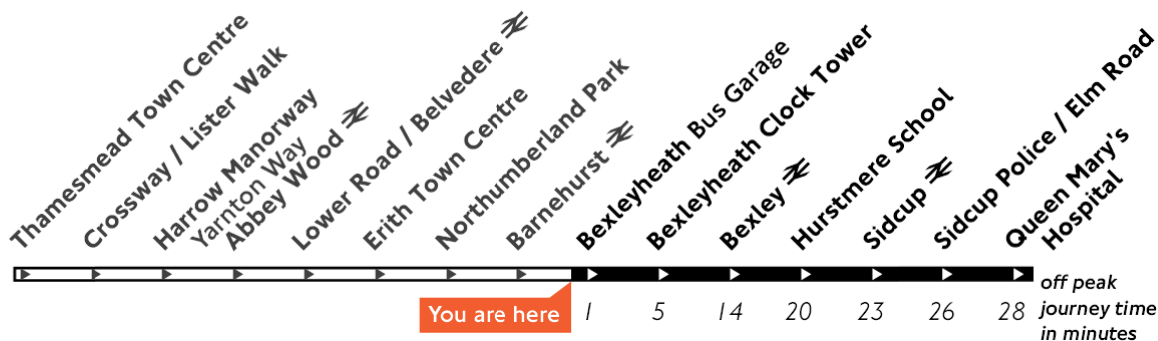 Thamesmead Town Centre
Crossway / Lister Walk
Harrow Manorway
Yarnton Way
Abbey Wood
Lower Road / Belvedere
Erith Town Centre
Northumberland Park
Barnehurst
Bexleyheath Bus Garage
Bexleyheath Clock Tower
Bexley
Hurstmere School
Sidcup
Sidcup Police / Elm Road
Queen Mary's
Hospital
You are here
1 5 14 20 23 26 28
off peak
journey time
in minutes